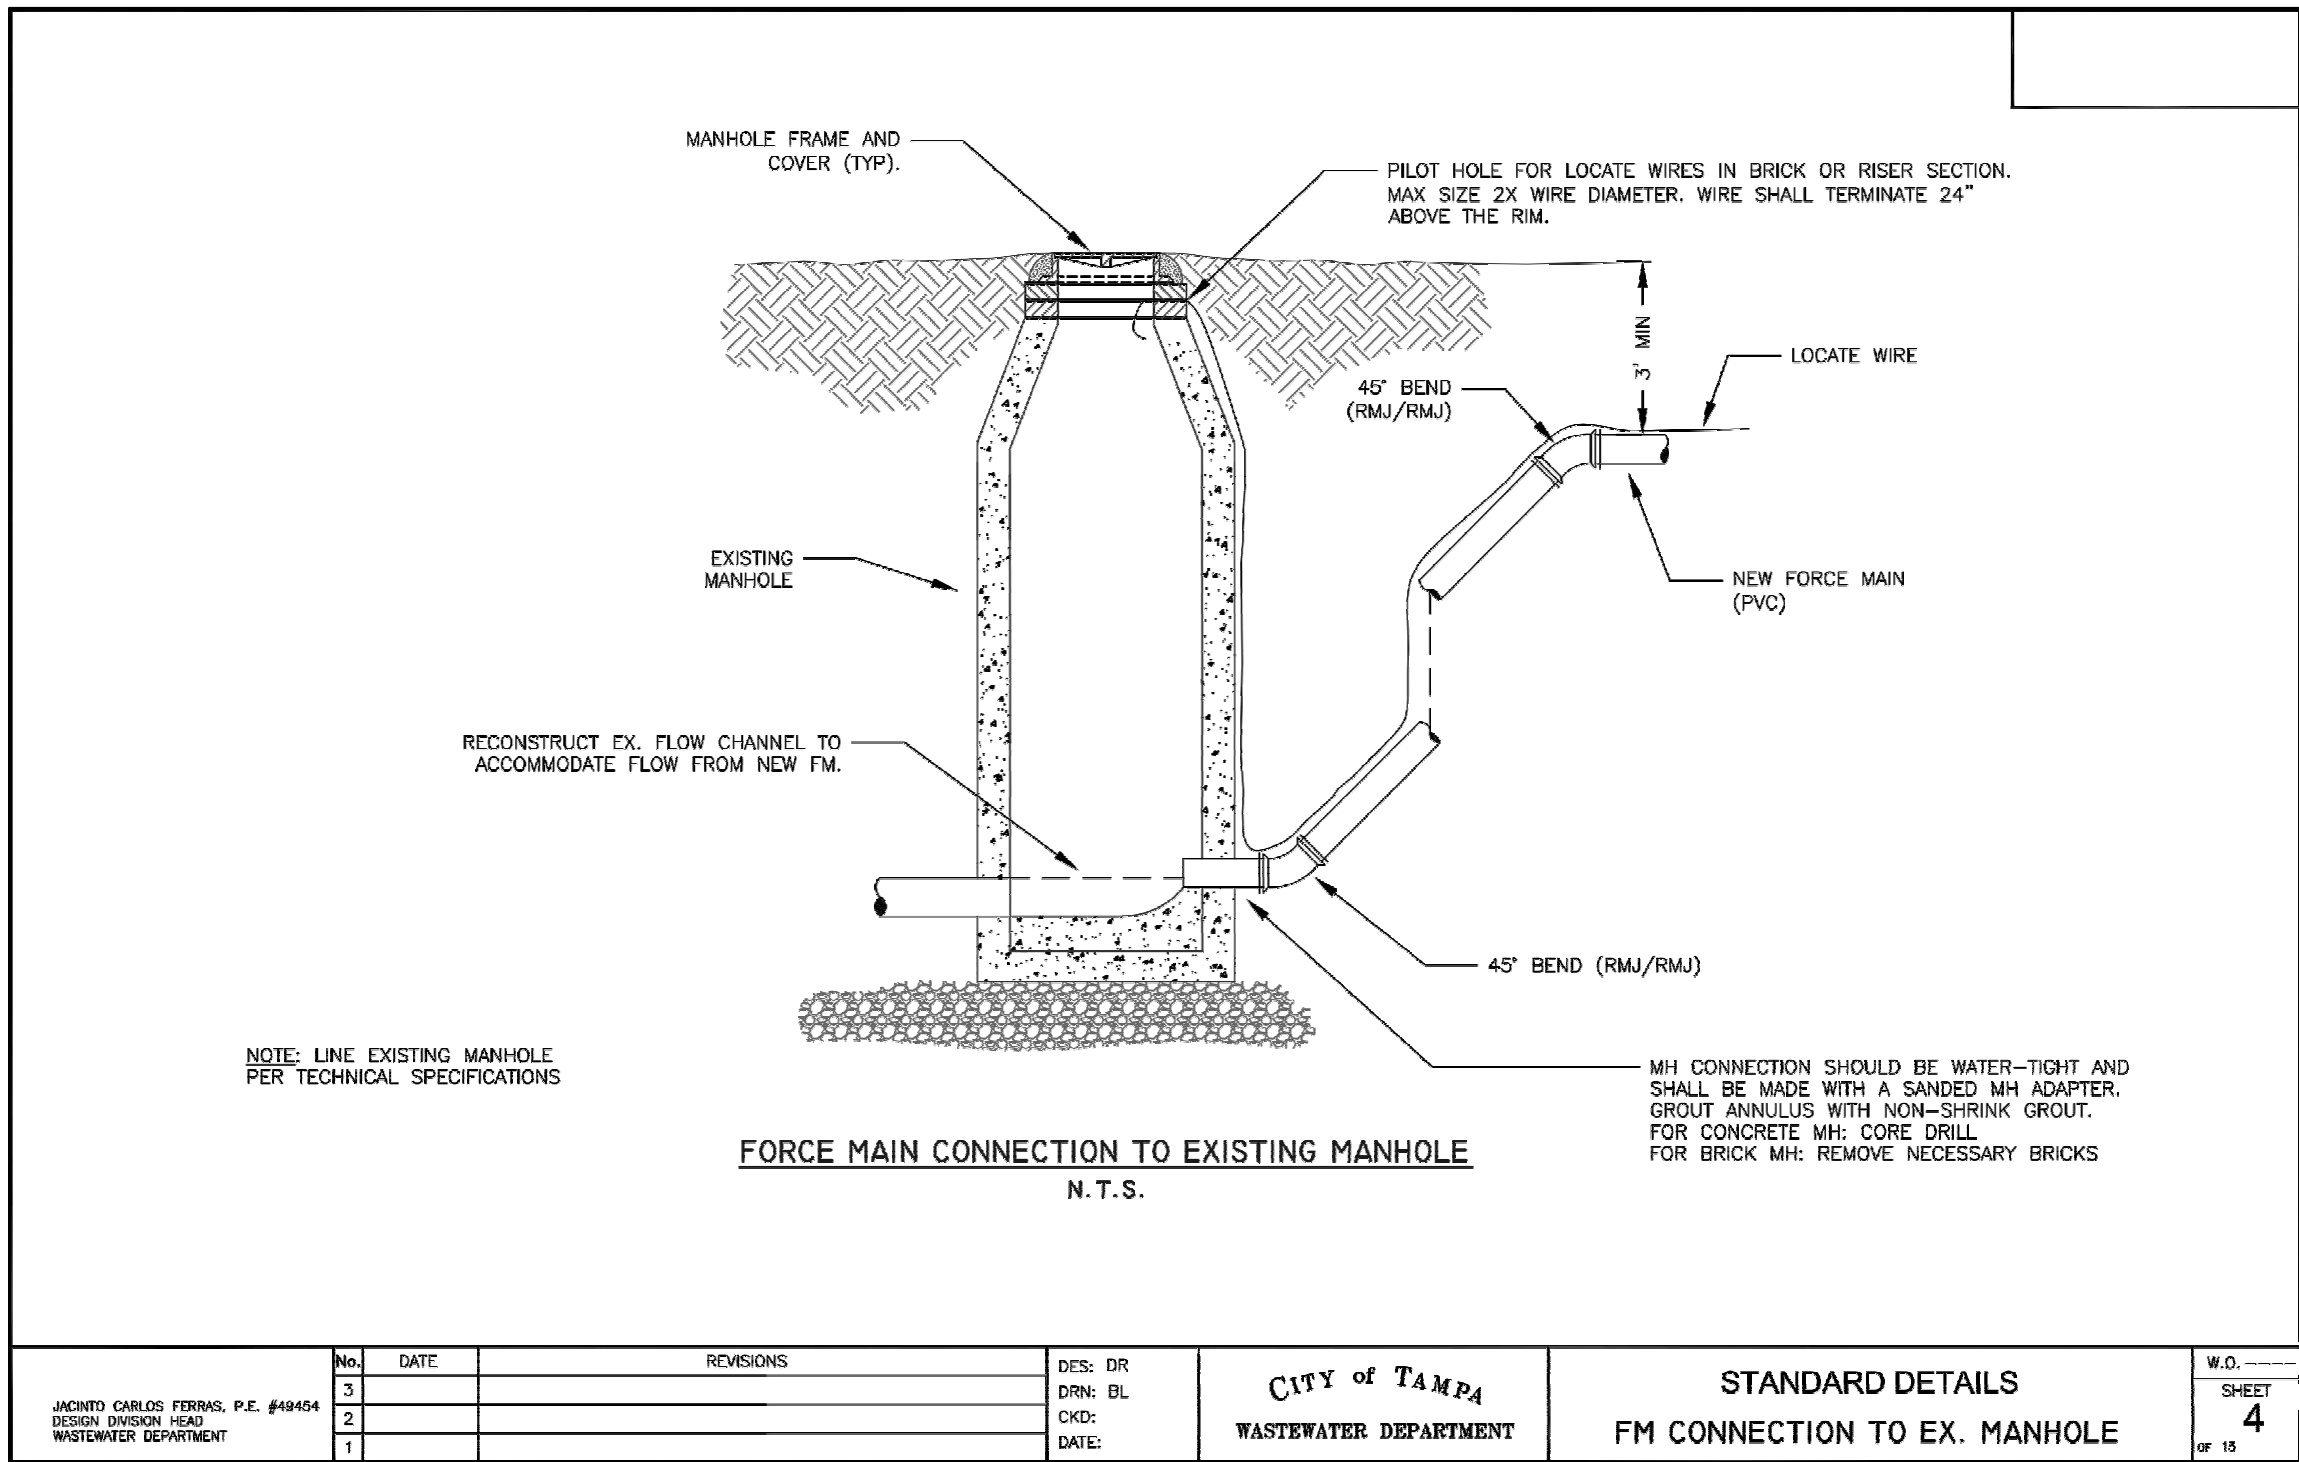 MANHOLE FRAME AND
COVER (TYP).
PILOT HOLE FOR LOCATE WIRES IN BRICK OR RISER SECTION.
MAX SIZE 2X WIRE DIAMETER. WIRE SHALL TERMINATE 24"
ABOVE THE RIM.
3' MIN
LOCATE WIRE
45° BEND
(RMJ/RMJ)
EXISTING
MANHOLE
NEW FORCE MAIN
(PVC)
RECONSTRUCT EX. FLOW CHANNEL TO
ACCOMMODATE FLOW FROM NEW FM.
45° BEND (RMJ/RMJ)
NOTE: LINE EXISTING MANHOLE
PER TECHNICAL SPECIFICATIONS
MH CONNECTION SHOULD BE WATER-TIGHT AND
SHALL BE MADE WITH A SANDED MH ADAPTER.
GROUT ANNULUS WITH NON-SHRINK GROUT.
FOR CONCRETE MH: CORE DRILL
FOR BRICK MH: REMOVE NECESSARY BRICKS
FORCE MAIN CONNECTION TO EXISTING MANHOLE
N.T.S.
JACINTO CARLOS FERRAS, P.E. #49454
DESIGN DIVISION HEAD
WASTEWATER DEPARTMENT
No. DATE REVISIONS
3
2
1
DES: DR
DRN: BL
CKD:
DATE:
CITY of TAMPA
WASTEWATER DEPARTMENT
STANDARD DETAILS
FM CONNECTION TO EX. MANHOLE
W.O. ----
SHEET
4
OF